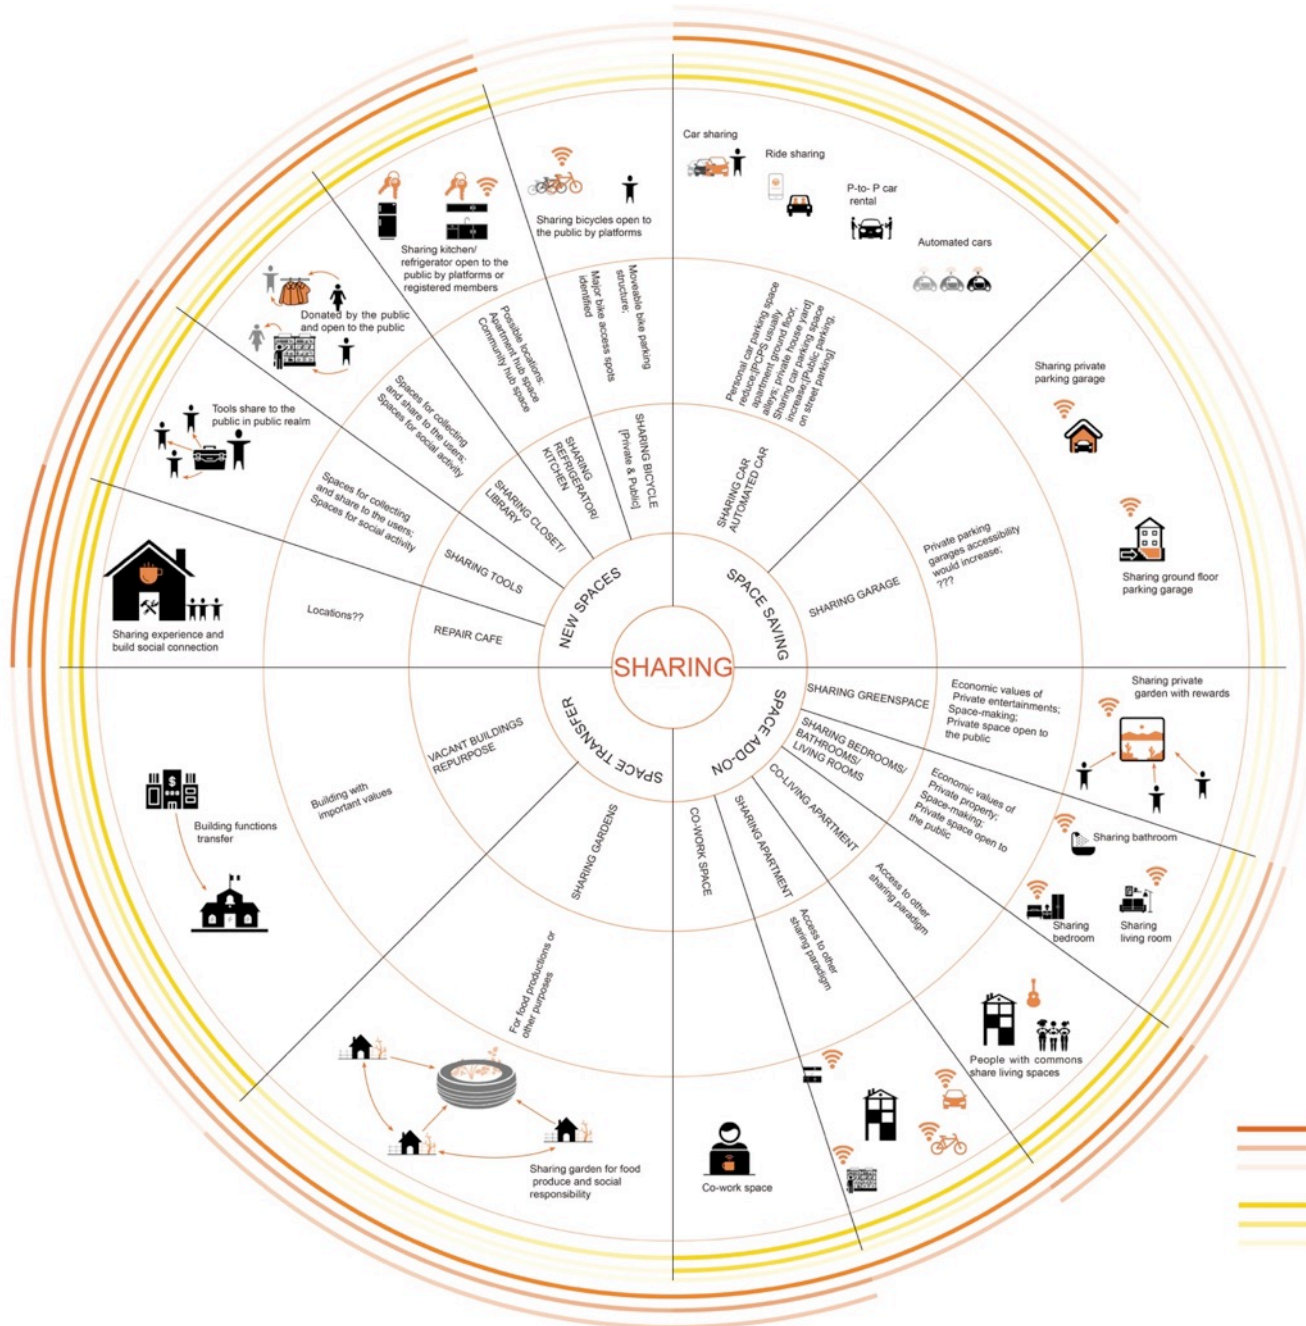 SHARING
SPACE SAVING
SPACE ADD-ON
SPACE TRANSFER
NEW SPACES
SHARING CAR
AUTOMATED CAR
Personal car parking space
reduce;[PCPS usually
apartment ground floor,
alleys; private house yard]
Sharing car parking space
increase;[Public parking,
on street parking]
Car sharing
Ride sharing
P-to- P car
rental
Automated cars
SHARING GARAGE
Private parking
garages accessibility
would increase;
???
Sharing private
parking garage
Sharing ground floor
parking garage
SHARING GREENSPACE
Economic values of
Private entertainments;
Space-making;
Private space open to
the public
Sharing private
garden with rewards
SHARING BEDROOMS/
BATHROOMS/
LIVING ROOMS
Economic values of
Private property;
Space-making;
Private space open to
the public
Sharing bathroom
Sharing
bedroom
Sharing
living room
CO-LIVING APARTMENT
Access to other
sharing paradigm
People with commons
share living spaces
SHARING APARTMENT
Access to other
sharing paradigm
CO-WORK SPACE
Co-work space
SHARING GARDENS
For food productions or
other purposes
Sharing garden for food
produce and social
responsibility
VACANT BUILDINGS
REPURPOSE
Building with
important values
Building functions
transfer
$
REPAIR CAFE
Locations??
Sharing experience and
build social connection
SHARING TOOLS
Spaces for collecting
and share to the users;
Spaces for social activity
Tools share to the
public in public realm
SHARING CLOSET/
LIBRARY
Spaces for collecting
and share to the users;
Spaces for social activity
Donated by the public
and open to the public
SHARING
REFRIGERATOR/
KITCHEN
Possible locations:
Apartment hub space
Community hub space
Sharing kitchen/
refrigerator open to the
public by platforms or
registered members
SHARING BICYCLE
[Private & Public]
Moveable bike parking
structure;
Major bike access spots
identified
Sharing bicycles open to
the public by platforms